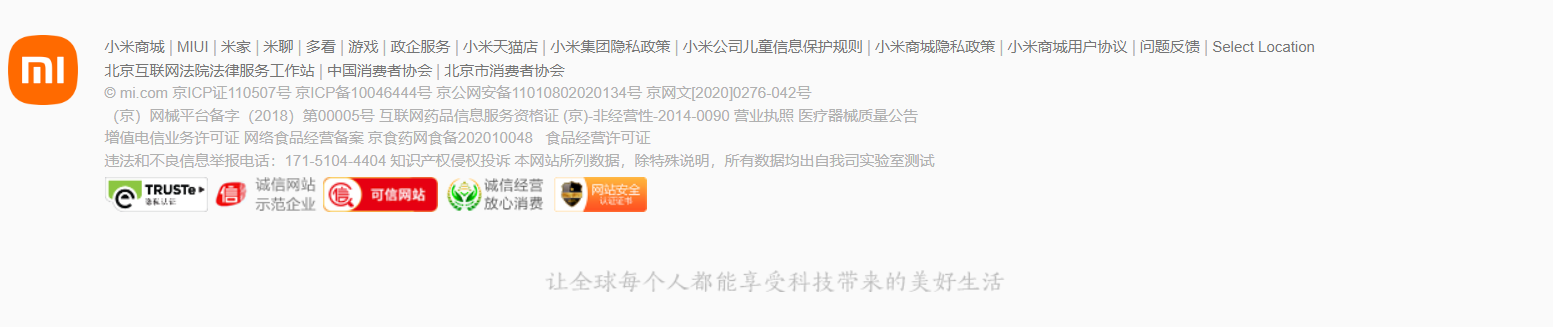 mi
小米商城 | MIUI | 米家 | 米聊 | 多看 | 游戏 | 政企服务 | 小米天猫店 | 小米集团隐私政策 | 小米公司儿童信息保护规则 | 小米商城隐私政策 | 小米商城用户协议 | 问题反馈 | Select Location
北京互联网法院法律服务工作站 | 中国消费者协会 | 北京市消费者协会
© mi.com 京ICP证110507号 京ICP备10046444号 京公网安备11010802020134号 京网文[2020]0276-042号
（京）网械平台备字（2018）第00005号 互联网药品信息服务资格证 (京)-非经营性-2014-0090 营业执照 医疗器械质量公告
增值电信业务许可证 网络食品经营备案 京食药网食备202010048 食品经营许可证
违法和不良信息举报电话：171-5104-4404 知识产权侵权投诉 本网站所列数据，除特殊说明，所有数据均出自我司实验室测试
TRUSTe
隐私认证
信
诚信网站
示范企业
信
可信网站
诚信经营
放心消费
网站安全
认证证书
让全球每个人都能享受科技带来的美好生活